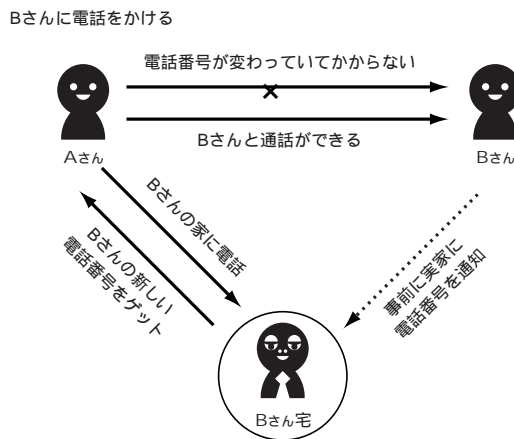 Bさんに電話をかける
電話番号が変わっていてかからない
Bさんと通話ができる
Aさん
Bさん
Bさんの家に電話
Bさんの新しい
電話番号をゲット
事前に実家に
電話番号を通知
Bさん宅